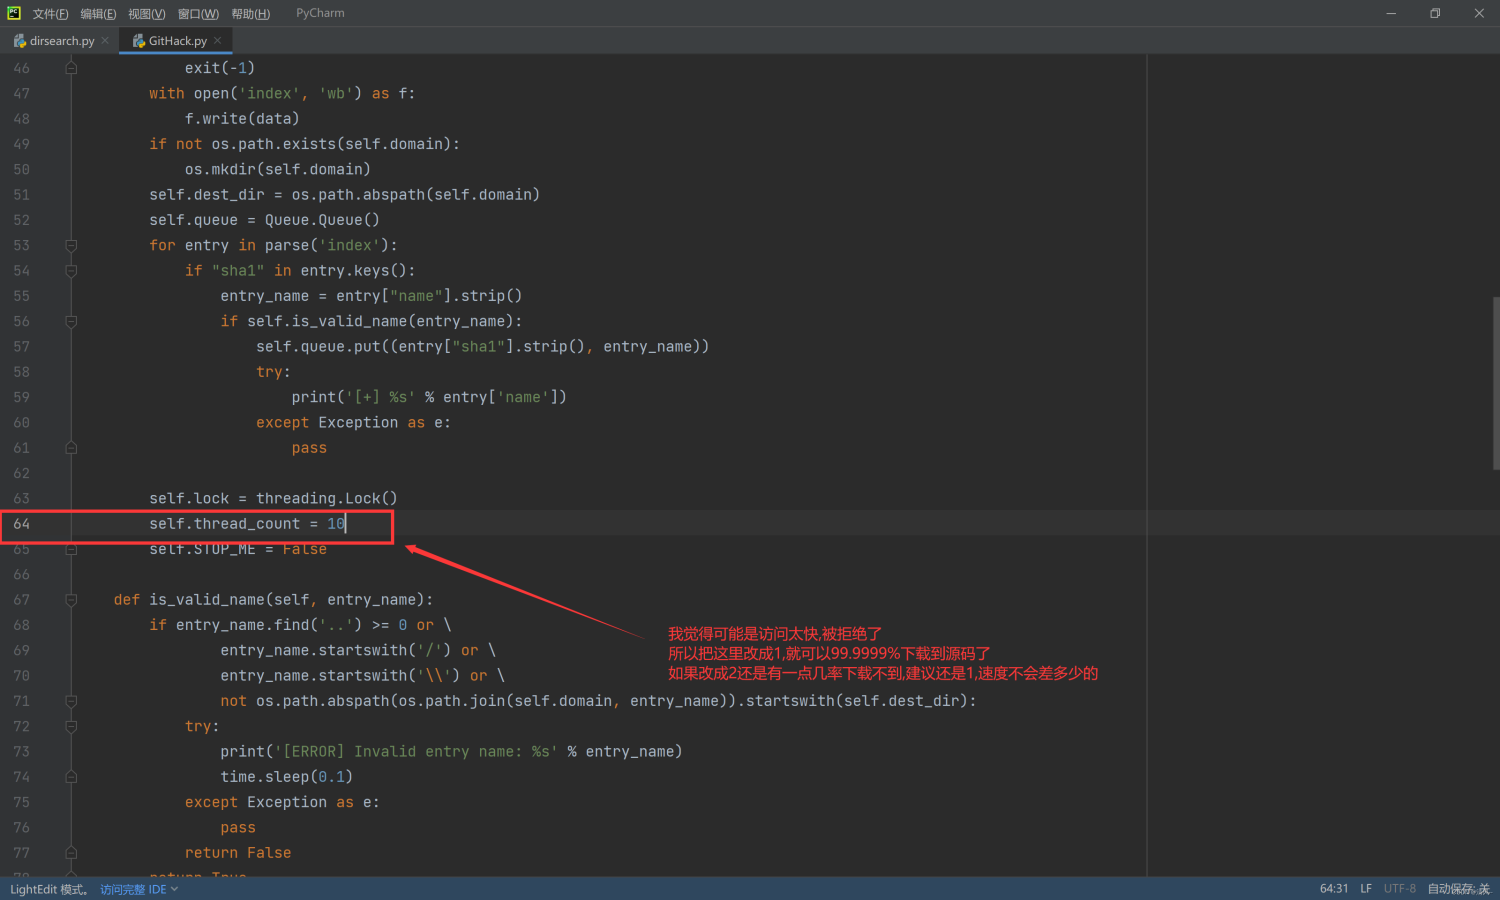 文件(F) 编辑(E) 视图(V) 窗口(W) 帮助(H) PyCharm
dirsearch.py GitHack.py
46 exit(-1)
47 with open('index', 'wb') as f:
48 f.write(data)
49 if not os.path.exists(self.domain):
50 os.mkdir(self.domain)
51 self.dest_dir = os.path.abspath(self.domain)
52 self.queue = Queue.Queue()
53 for entry in parse('index'):
54 if "sha1" in entry.keys():
55 entry_name = entry["name"].strip()
56 if self.is_valid_name(entry_name):
57 self.queue.put((entry["sha1"].strip(), entry_name))
58 try:
59 print('[+] %s' % entry['name'])
60 except Exception as e:
61 pass
62
63 self.lock = threading.Lock()
64 self.thread_count = 10
65 self.STOP_ME = False
66
67 def is_valid_name(self, entry_name):
68 if entry_name.find('..') >= 0 or \
69 entry_name.startswith('/') or \
70 entry_name.startswith('\\') or \
71 not os.path.abspath(os.path.join(self.domain, entry_name)).startswith(self.dest_dir):
72 try:
73 print('[ERROR] Invalid entry name: %s' % entry_name)
74 time.sleep(0.1)
75 except Exception as e:
76 pass
77 return False
78 return True
我觉得可能是访问太快,被拒绝了
所以把这里改成1,就可以99.9999%下载到源码了
如果改成2还是有一点几率下载不到,建议还是1,速度不会差多少的
LightEdit 模式。 访问完整 IDE 64:31 LF UTF-8 自动保存: 关